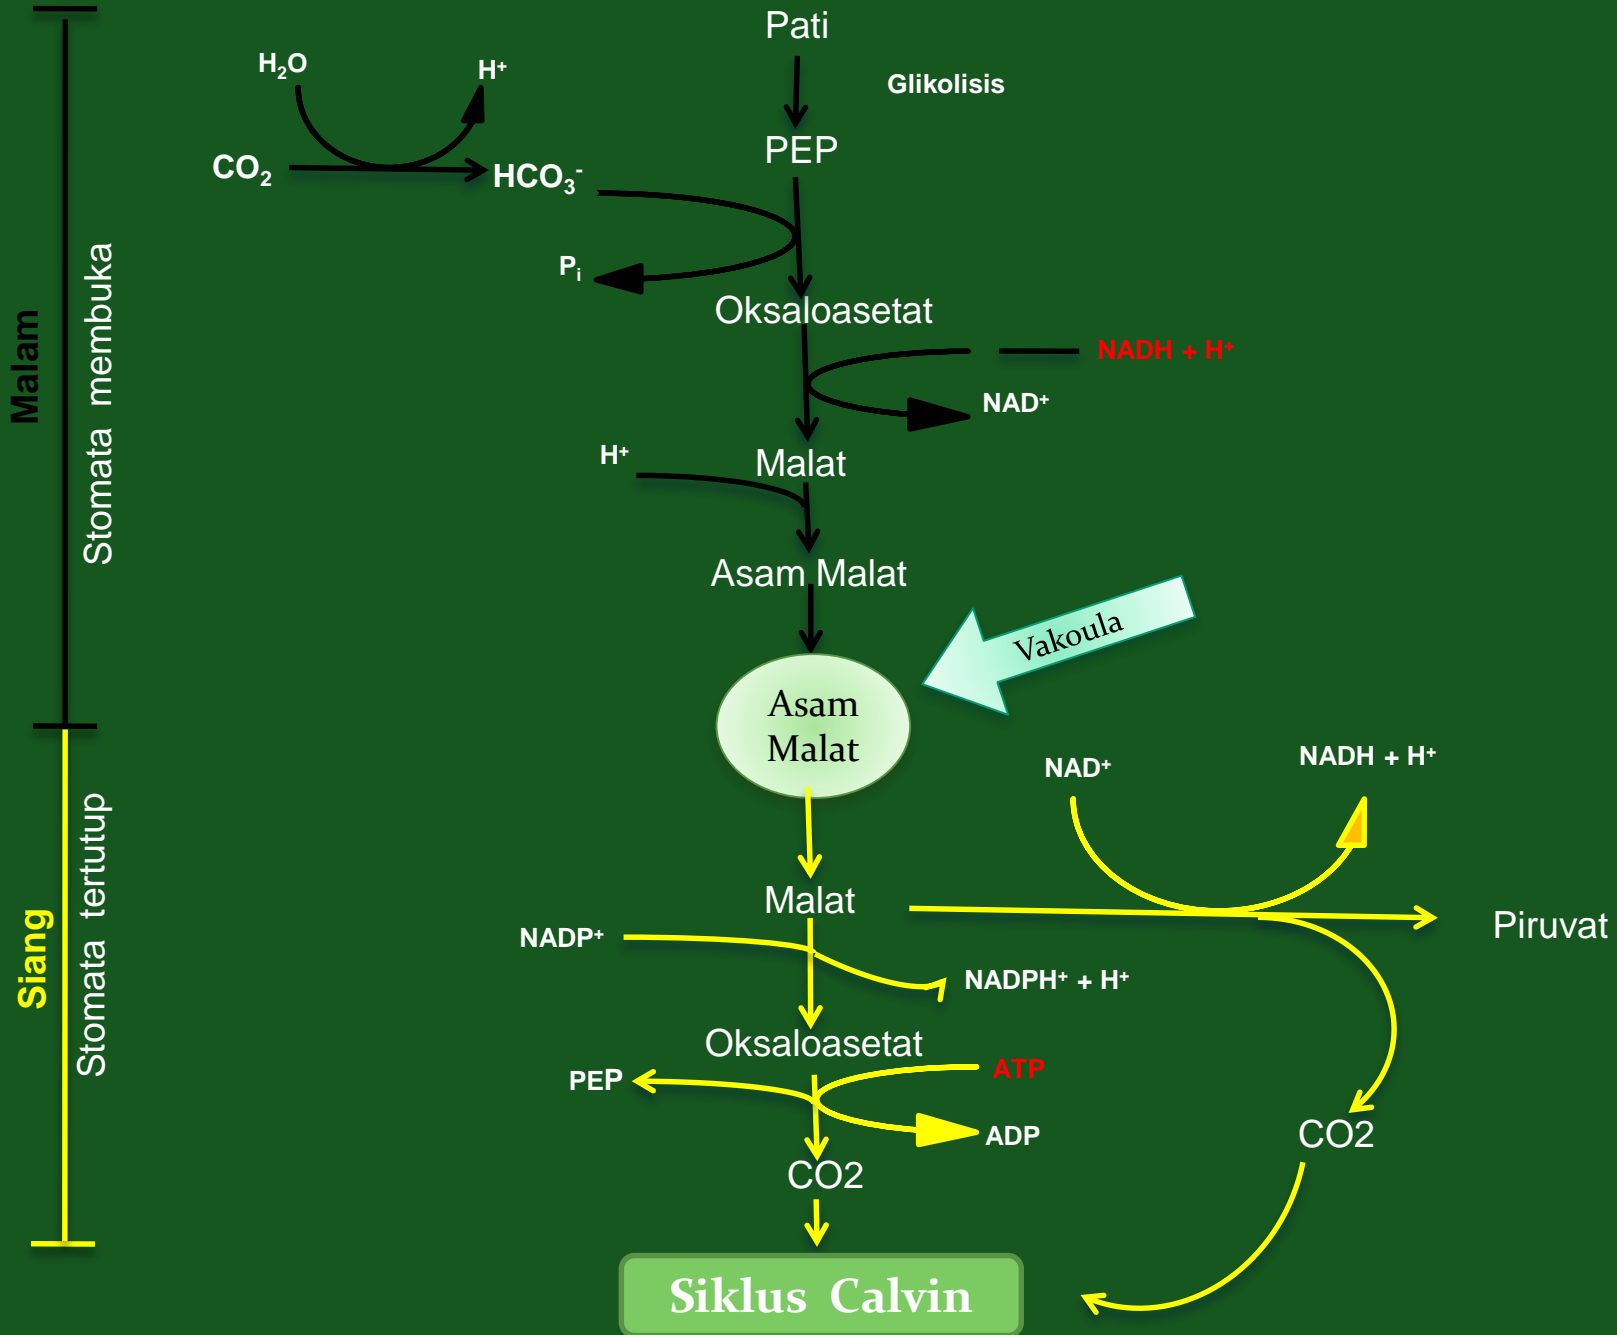 Pati
H₂O
H⁺
Glikolisis
PEP
CO₂
HCO₃⁻
Pᵢ
Oksaloasetat
NADH + H⁺
NAD⁺
Malam
Stomata membuka
H⁺
Malat
Asam Malat
Vakoula
Asam
Malat
NAD⁺
NADH + H⁺
Siang
Stomata tertutup
Malat
Piruvat
NADP⁺
NADPH⁺ + H⁺
Oksaloasetat
ATP
PEP
ADP
CO2
CO2
Siklus Calvin